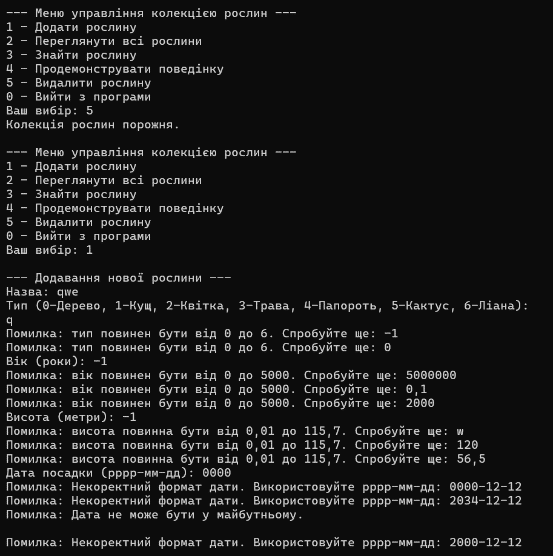 --- Меню управління колекцією рослин ---
1 - Додати рослину
2 - Переглянути всі рослини
3 - Знайти рослину
4 - Продемонструвати поведінку
5 - Видалити рослину
0 - Вийти з програми
Ваш вибір: 5
Колекція рослин порожня.

--- Меню управління колекцією рослин ---
1 - Додати рослину
2 - Переглянути всі рослини
3 - Знайти рослину
4 - Продемонструвати поведінку
5 - Видалити рослину
0 - Вийти з програми
Ваш вибір: 1

--- Додавання нової рослини ---
Назва: qwe
Тип (0-Дерево, 1-Кущ, 2-Квітка, 3-Трава, 4-Папороть, 5-Кактус, 6-Ліана):
q
Помилка: тип повинен бути від 0 до 6. Спробуйте ще: -1
Помилка: тип повинен бути від 0 до 6. Спробуйте ще: 0
Вік (роки): -1
Помилка: вік повинен бути від 0 до 5000. Спробуйте ще: 5000000
Помилка: вік повинен бути від 0 до 5000. Спробуйте ще: 0,1
Помилка: вік повинен бути від 0 до 5000. Спробуйте ще: 2000
Висота (метри): -1
Помилка: висота повинна бути від 0,01 до 115,7. Спробуйте ще: w
Помилка: висота повинна бути від 0,01 до 115,7. Спробуйте ще: 120
Помилка: висота повинна бути від 0,01 до 115,7. Спробуйте ще: 56,5
Дата посадки (рррр-мм-дд): 0000
Помилка: Некоректний формат дати. Використовуйте рррр-мм-дд: 0000-12-12
Помилка: Некоректний формат дати. Використовуйте рррр-мм-дд: 2034-12-12
Помилка: Дата не може бути у майбутньому.

Помилка: Некоректний формат дати. Використовуйте рррр-мм-дд: 2000-12-12